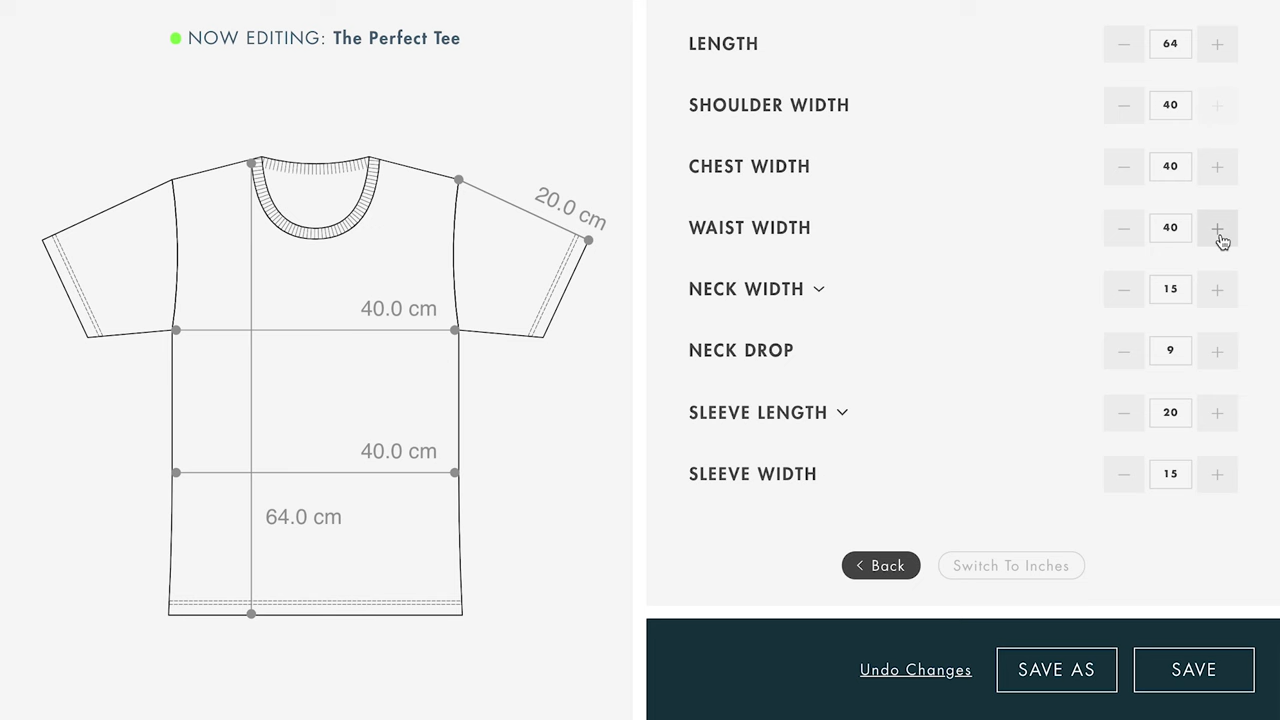 NOW EDITING: The Perfect Tee
20.0 cm
40.0 cm
40.0 cm
64.0 cm
LENGTH 64
SHOULDER WIDTH 40
CHEST WIDTH 40
WAIST WIDTH 40
NECK WIDTH 15
NECK DROP 9
SLEEVE LENGTH 20
SLEEVE WIDTH 15
Back Switch To Inches
Undo Changes SAVE AS SAVE